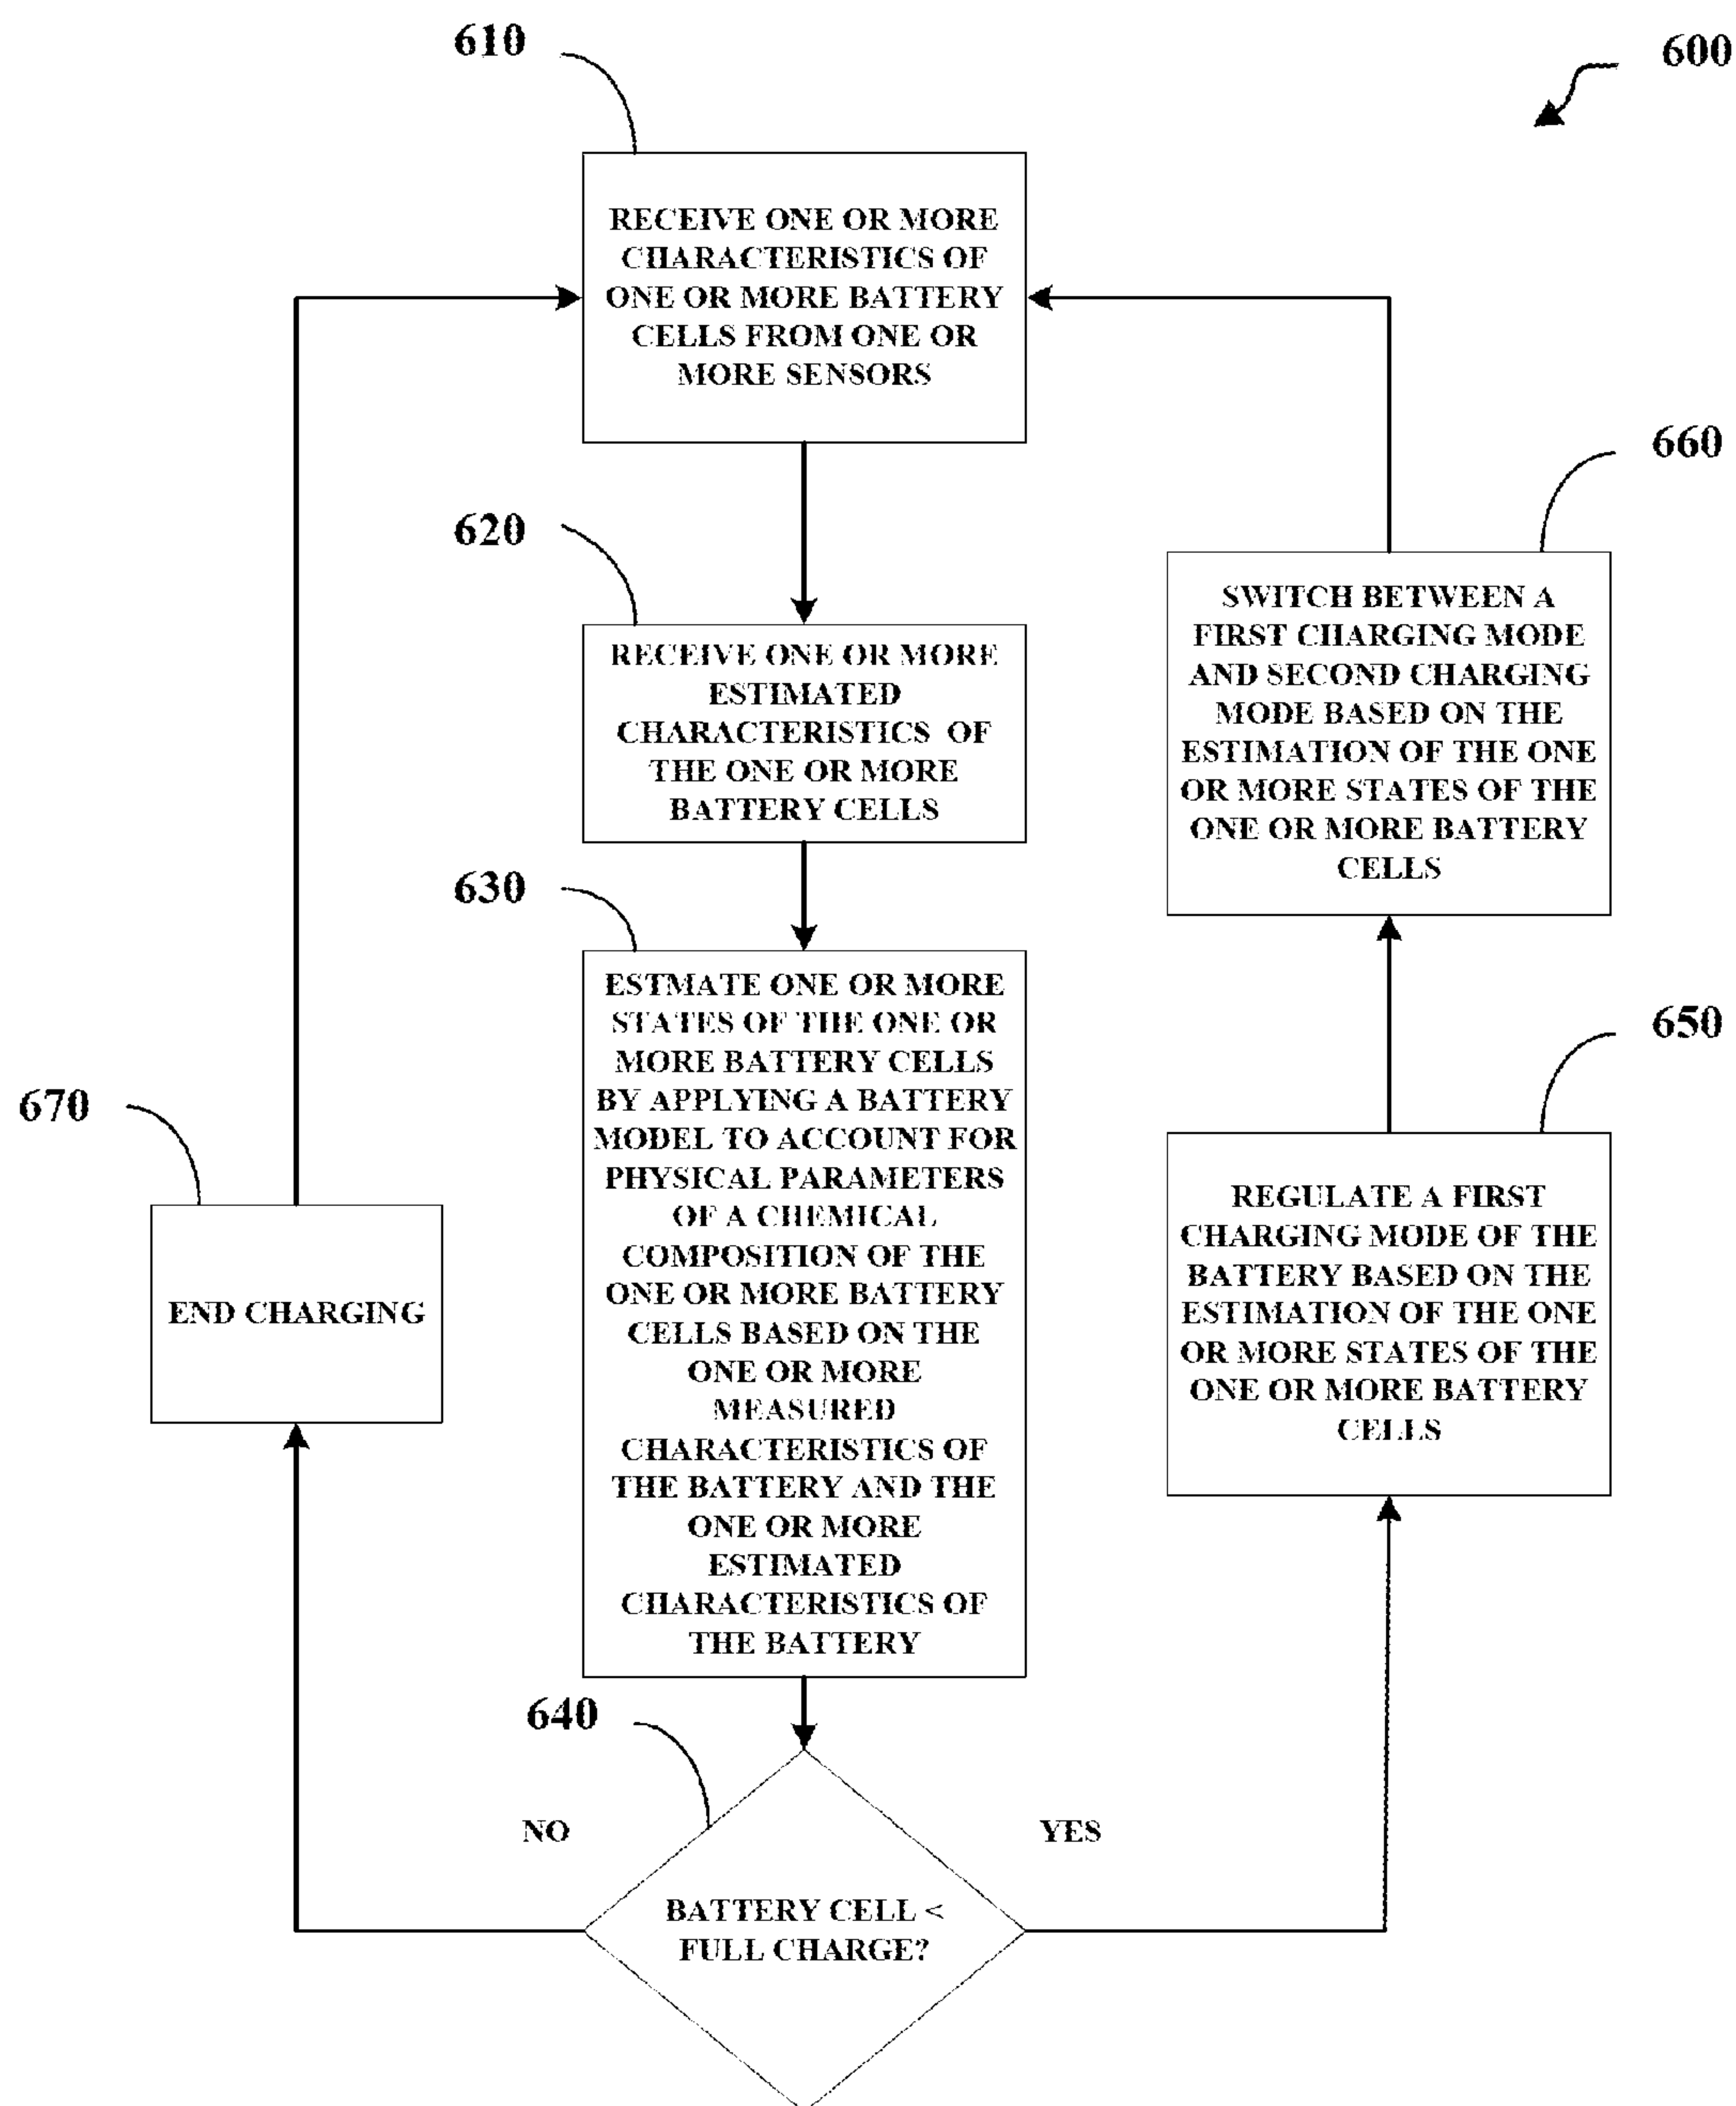 610
600
RECEIVE ONE OR MORE
CHARACTERISTICS OF
ONE OR MORE BATTERY
CELLS FROM ONE OR
MORE SENSORS
620
RECEIVE ONE OR MORE
ESTIMATED
CHARACTERISTICS OF
THE ONE OR MORE
BATTERY CELLS
630
ESTMATE ONE OR MORE
STATES OF THE ONE OR
MORE BATTERY CELLS
BY APPLYING A BATTERY
MODEL TO ACCOUNT FOR
PHYSICAL PARAMETERS
OF A CHEMICAL
COMPOSITION OF THE
ONE OR MORE BATTERY
CELLS BASED ON THE
ONE OR MORE
MEASURED
CHARACTERISTICS OF
THE BATTERY AND THE
ONE OR MORE
ESTIMATED
CHARACTERISTICS OF
THE BATTERY
640
BATTERY CELL <
FULL CHARGE?
NO
YES
670
END CHARGING
650
REGULATE A FIRST
CHARGING MODE OF THE
BATTERY BASED ON THE
ESTIMATION OF THE ONE
OR MORE STATES OF THE
ONE OR MORE BATTERY
CELLS
660
SWITCH BETWEEN A
FIRST CHARGING MODE
AND SECOND CHARGING
MODE BASED ON THE
ESTIMATION OF THE ONE
OR MORE STATES OF THE
ONE OR MORE BATTERY
CELLS